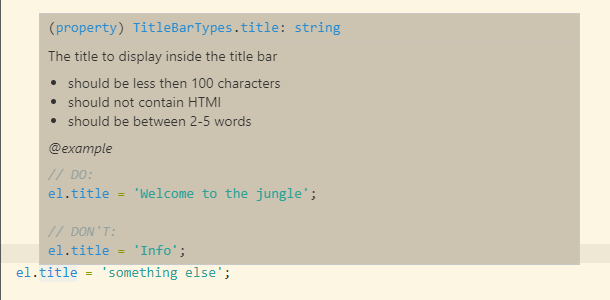 (property) TitleBarTypes.title: string
The title to display inside the title bar
• should be less then 100 characters
• should not contain HTMl
• should be between 2-5 words
@example
// DO:
el.title = 'Welcome to the jungle';
// DON'T:
el.title = 'Info';
el.title = 'something else';